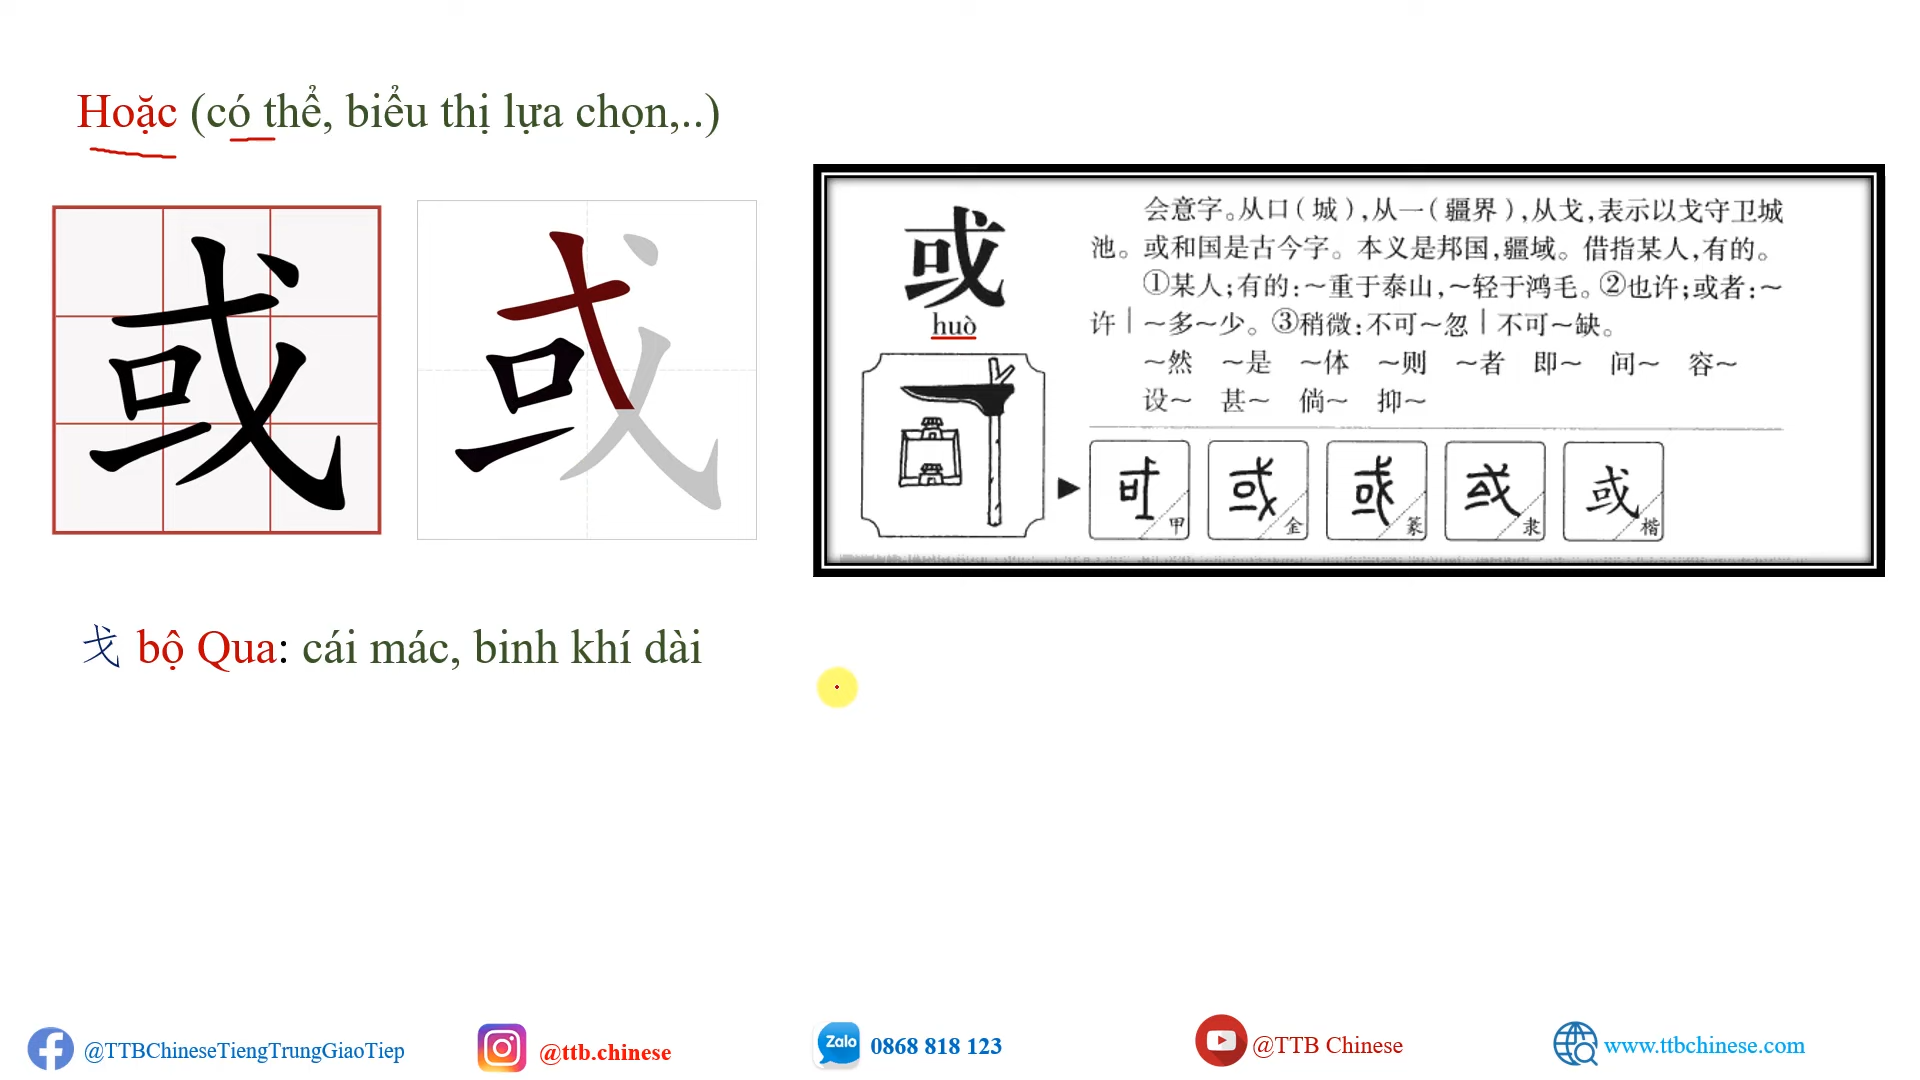 Hoặc (có thể, biểu thị lựa chọn,..)
或
或
或
huò
会意字。从口(城),从一(疆界),从戈,表示以戈守卫城
池。或和国是古今字。本义是邦国,疆域。借指某人,有的。
①某人;有的:～重于泰山,～轻于鸿毛。②也许;或者:～
许｜～多～少。③稍微:不可～忽｜不可～缺。
～然 ～是 ～体 ～则 ～者 即～ 间～ 容～
设～ 甚～ 倘～ 抑～
甲 金 篆 隶 或 楷
戈 bộ Qua: cái mác, binh khí dài
@TTBChineseTiengTrungGiaoTiep
@ttb.chinese
Zalo 0868 818 123
@TTB Chinese
www.ttbchinese.com